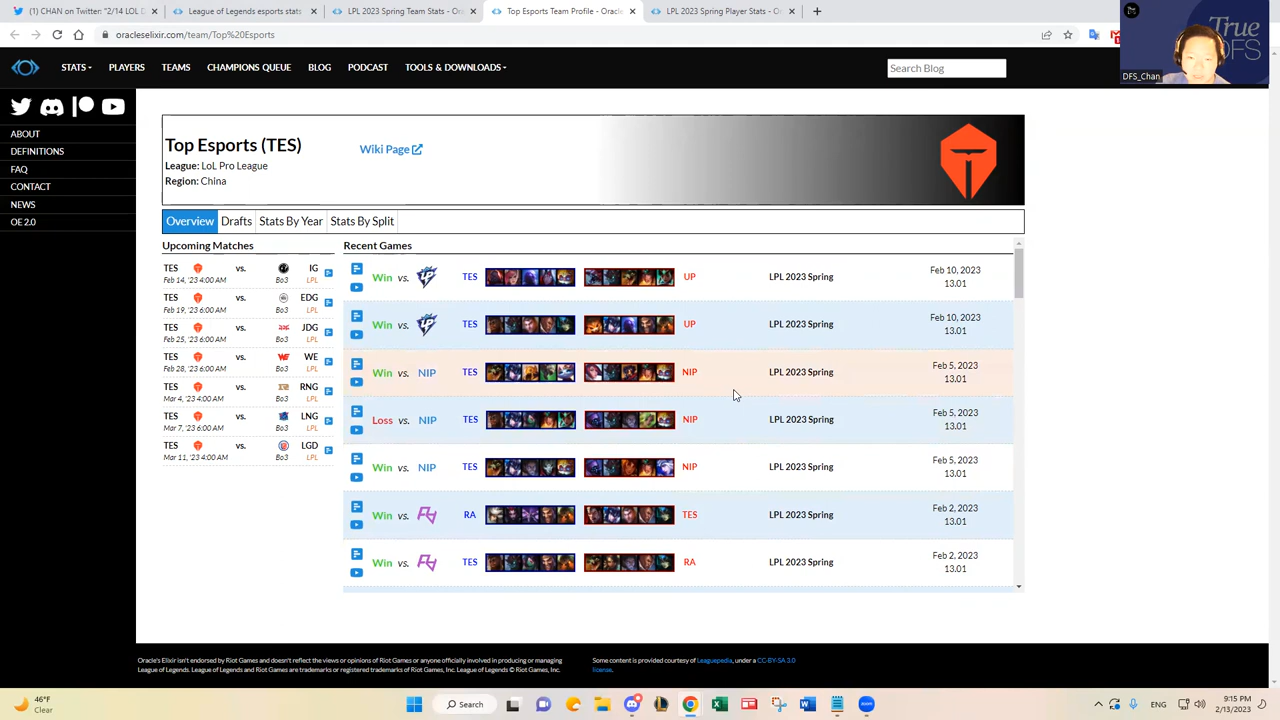 (1) CHAN on Twitter: "2/14 LOL D
esports stats
LPL 2023 Spring Team Stats - Or
Top Esports Team Profile - Oracle
LPL 2023 Spring Player Stats - O
oracleselixir.com/team/Top%20Esports
True
DFS
DFS_Chan
STATS
PLAYERS
TEAMS
CHAMPIONS QUEUE
BLOG
PODCAST
TOOLS & DOWNLOADS
Search Blog
ABOUT
DEFINITIONS
FAQ
CONTACT
NEWS
OE 2.0
Top Esports (TES)
Wiki Page
League: LoL Pro League
Region: China
Overview
Drafts
Stats By Year
Stats By Split
Upcoming Matches
TES vs. IG
Feb 14, '23 4:00 AM Bo3 LPL
TES vs. EDG
Feb 19, '23 6:00 AM Bo3 LPL
TES vs. JDG
Feb 25, '23 6:00 AM Bo3 LPL
TES vs. WE
Feb 28, '23 6:00 AM Bo3 LPL
TES vs. RNG
Mar 4, '23 4:00 AM Bo3 LPL
TES vs. LNG
Mar 7, '23 6:00 AM Bo3 LPL
TES vs. LGD
Mar 11, '23 4:00 AM Bo3 LPL
Recent Games
Win vs. TES UP LPL 2023 Spring Feb 10, 2023
13.01
Win vs. TES UP LPL 2023 Spring Feb 10, 2023
13.01
Win vs. NIP TES NIP LPL 2023 Spring Feb 5, 2023
13.01
Loss vs. NIP TES NIP LPL 2023 Spring Feb 5, 2023
13.01
Win vs. NIP TES NIP LPL 2023 Spring Feb 5, 2023
13.01
Win vs. RA TES LPL 2023 Spring Feb 2, 2023
13.01
Win vs. TES RA LPL 2023 Spring Feb 2, 2023
13.01
Oracle's Elixir isn't endorsed by Riot Games and doesn't reflect the views or opinions of Riot Games or anyone officially involved in producing or managing
League of Legends. League of Legends and Riot Games are trademarks or registered trademarks of Riot Games, Inc. League of Legends © Riot Games, Inc.
Some content is provided courtesy of Leaguepedia, under a CC-BY-SA 3.0
license.
46°F
Clear
Search
ENG
9:15 PM
2/13/2023